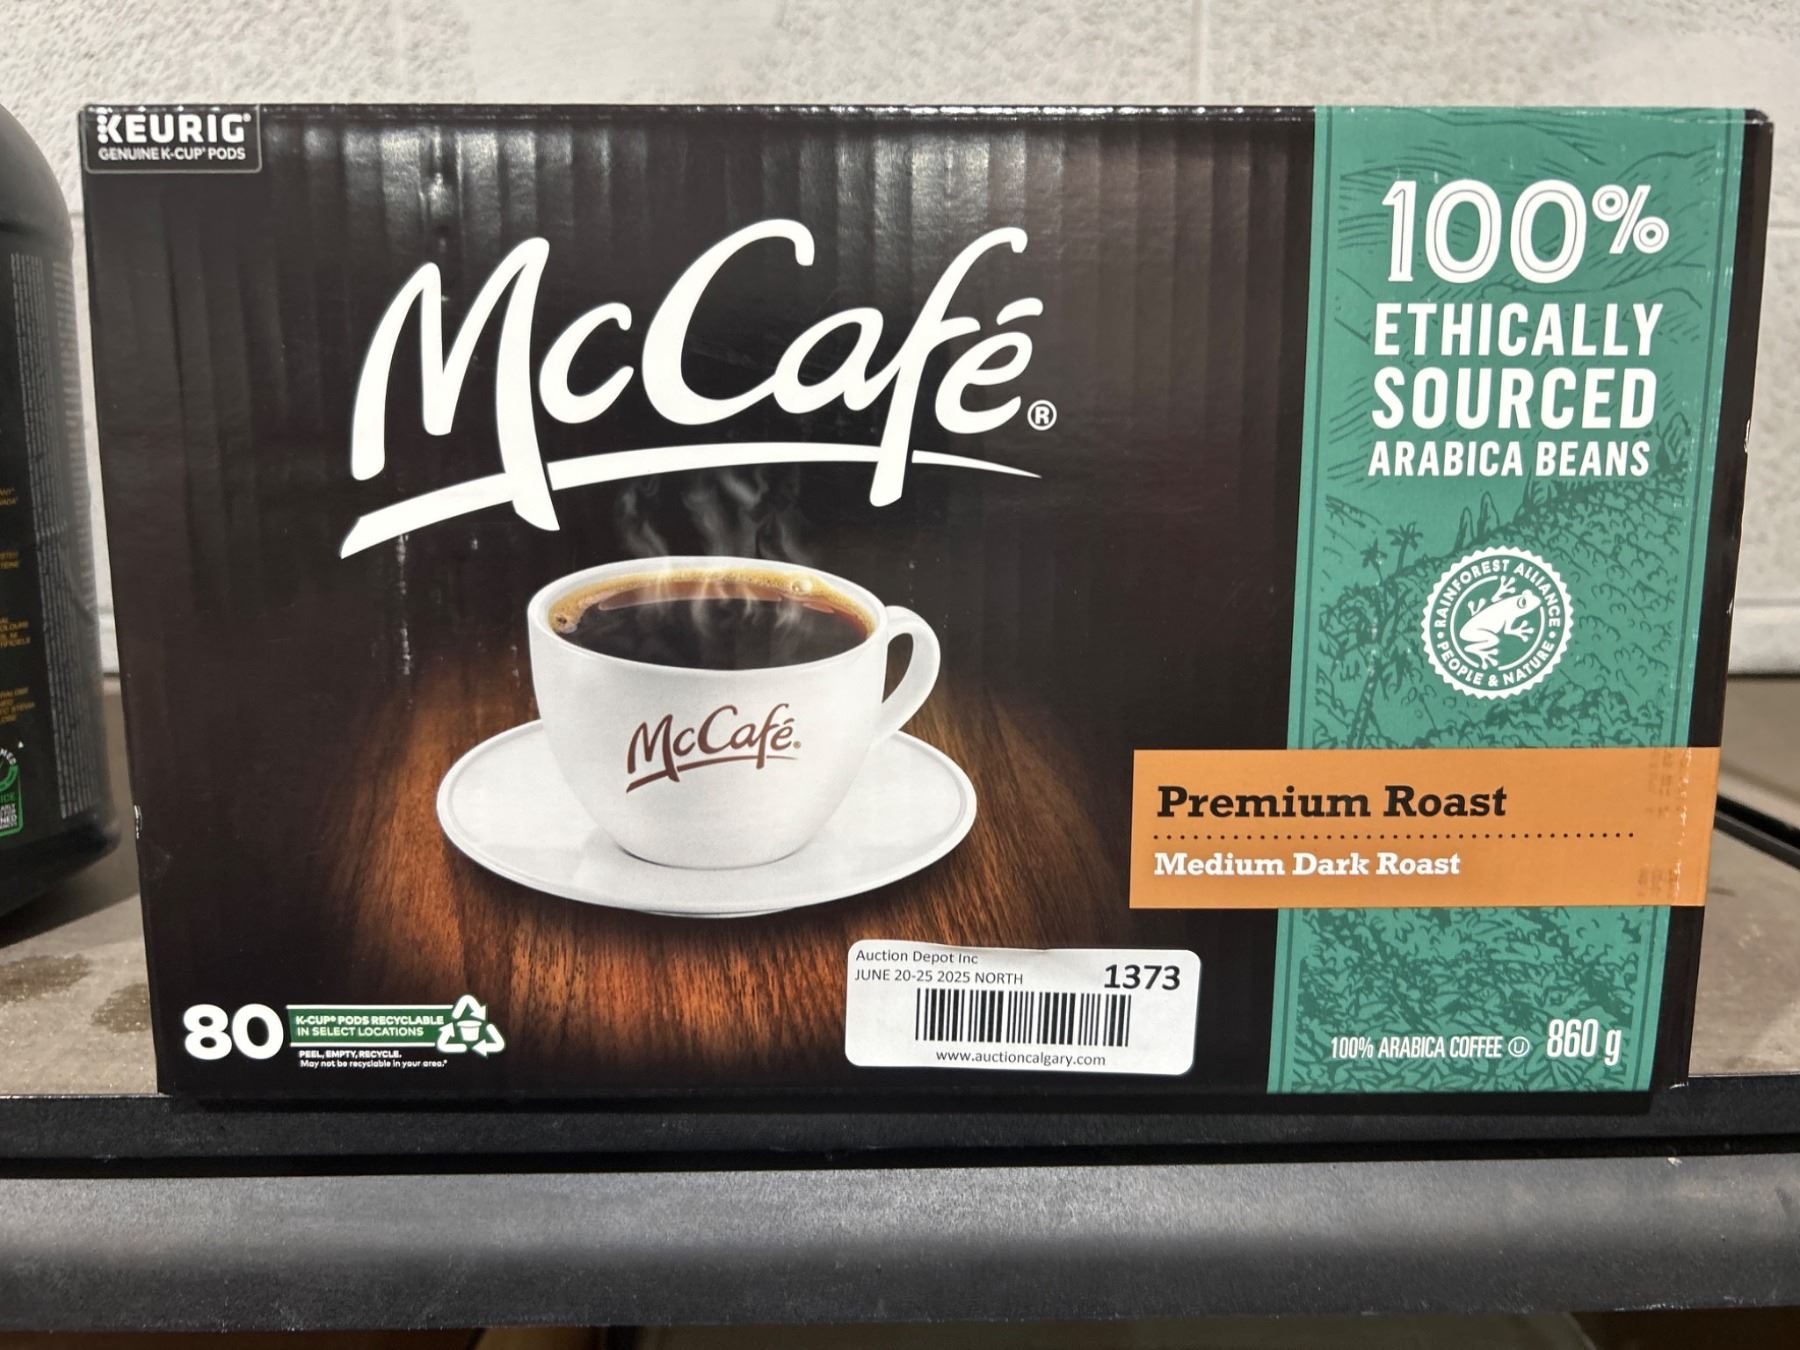 KEURIG®
GENUINE K-CUP® PODS
McCafé®
McCafé®
100%
ETHICALLY
SOURCED
ARABICA BEANS
RAINFOREST ALLIANCE
• PEOPLE & NATURE •
Premium Roast
Medium Dark Roast
Auction Depot Inc
JUNE 20-25 2025 NORTH
1373
www.auctioncalgary.com
80
K-CUP® PODS RECYCLABLE
IN SELECT LOCATIONS
PEEL, EMPTY, RECYCLE.
May not be recyclable in your area.*
100% ARABICA COFFEE Ⓤ 860 g